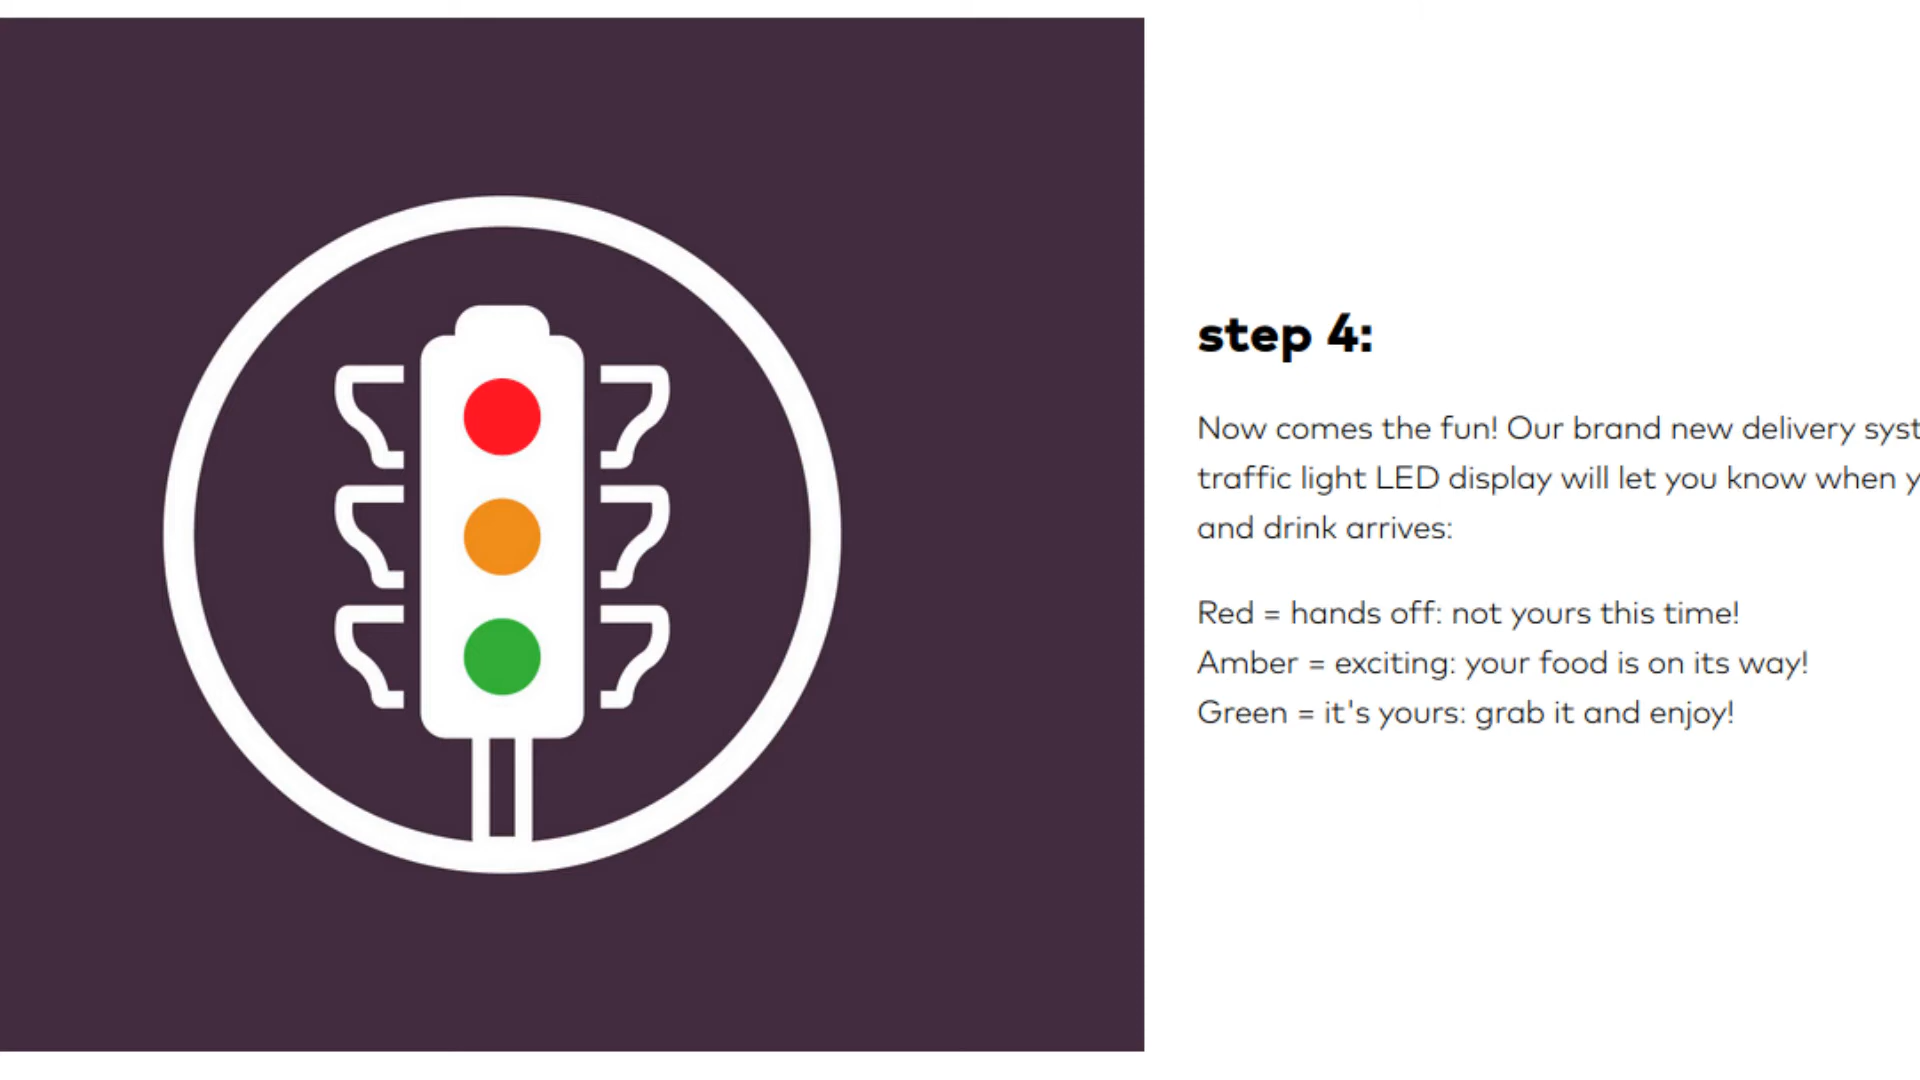 step 4:
Now comes the fun! Our brand new delivery
traffic light LED display will let you know when
and drink arrives:
Red = hands off: not yours this time!
Amber = exciting: your food is on its way!
Green = it's yours: grab it and enjoy!